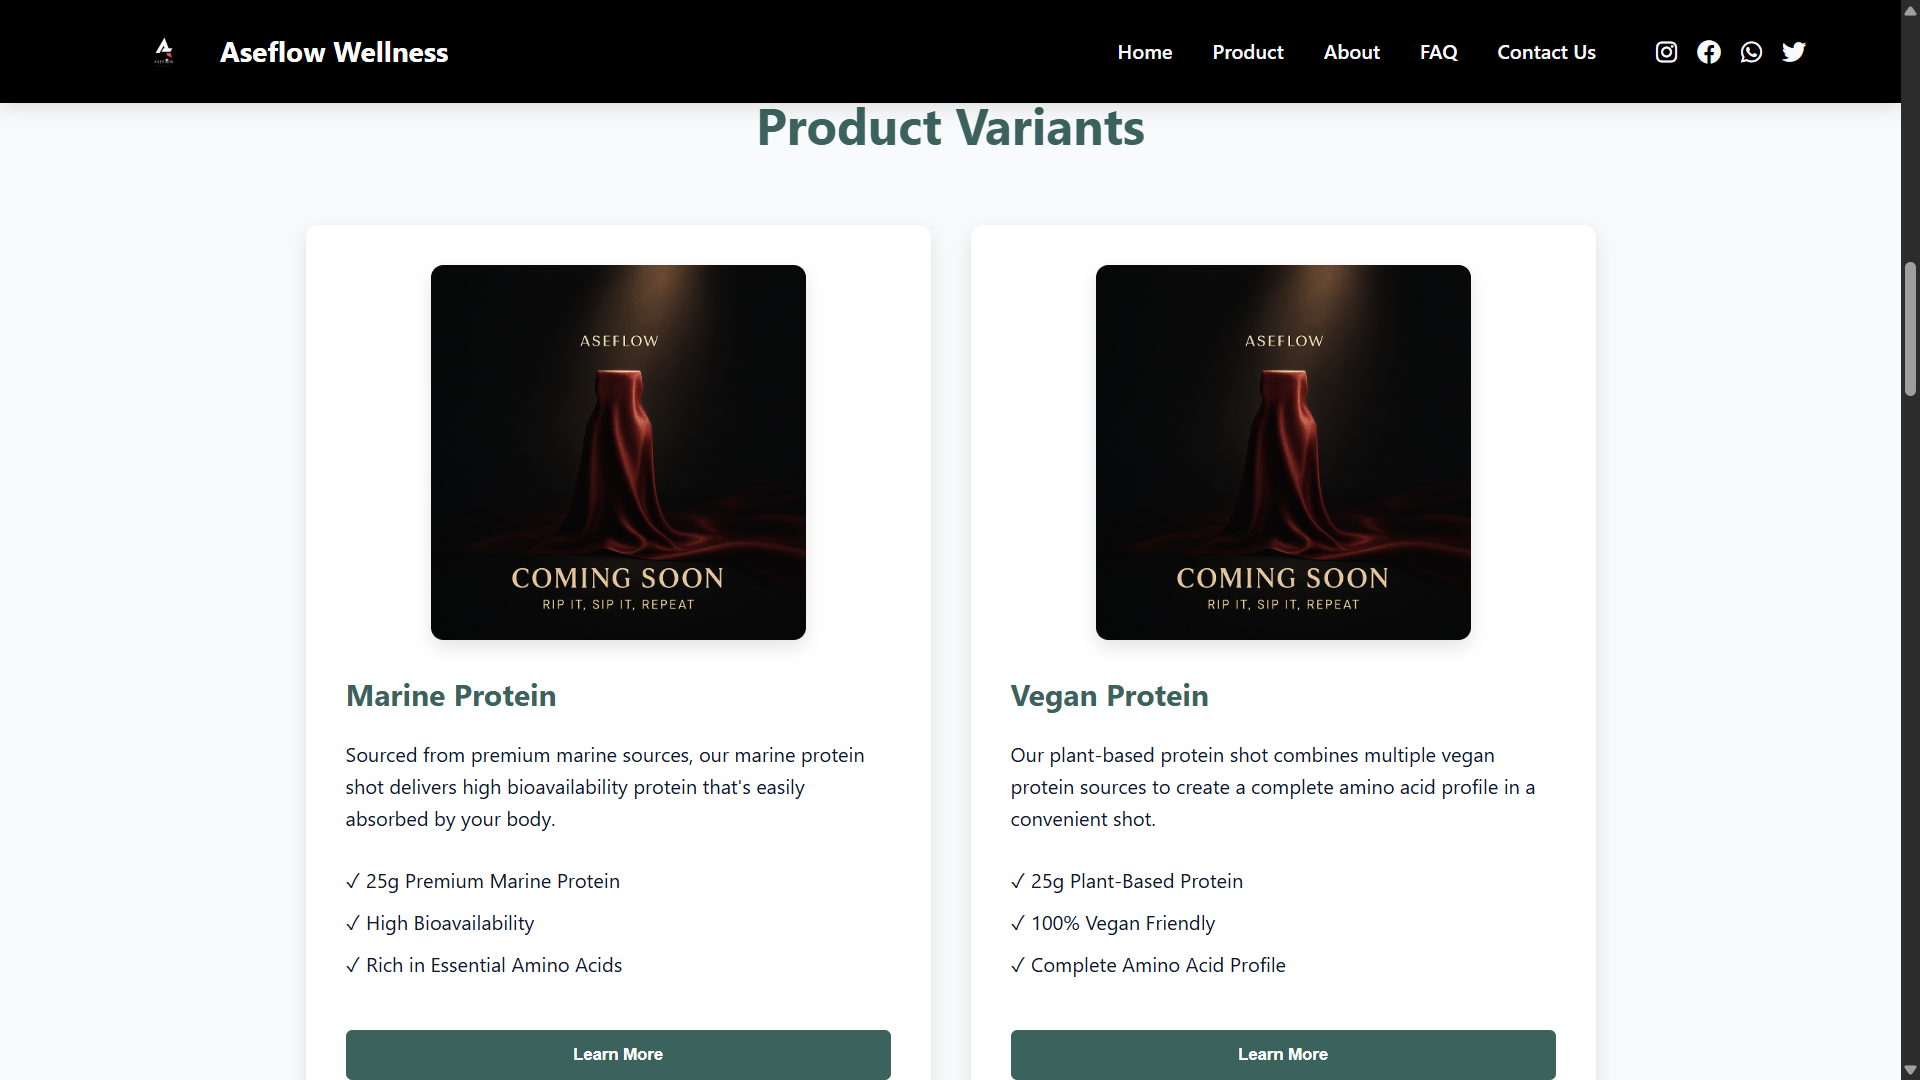 Aseflow Wellness
Home
Product
About
FAQ
Contact Us
Product Variants
ASEFLOW
COMING SOON
RIP IT, SIP IT, REPEAT
Marine Protein
Sourced from premium marine sources, our marine protein
shot delivers high bioavailability protein that's easily
absorbed by your body.
✓ 25g Premium Marine Protein
✓ High Bioavailability
✓ Rich in Essential Amino Acids
Learn More
ASEFLOW
COMING SOON
RIP IT, SIP IT, REPEAT
Vegan Protein
Our plant-based protein shot combines multiple vegan
protein sources to create a complete amino acid profile in a
convenient shot.
✓ 25g Plant-Based Protein
✓ 100% Vegan Friendly
✓ Complete Amino Acid Profile
Learn More